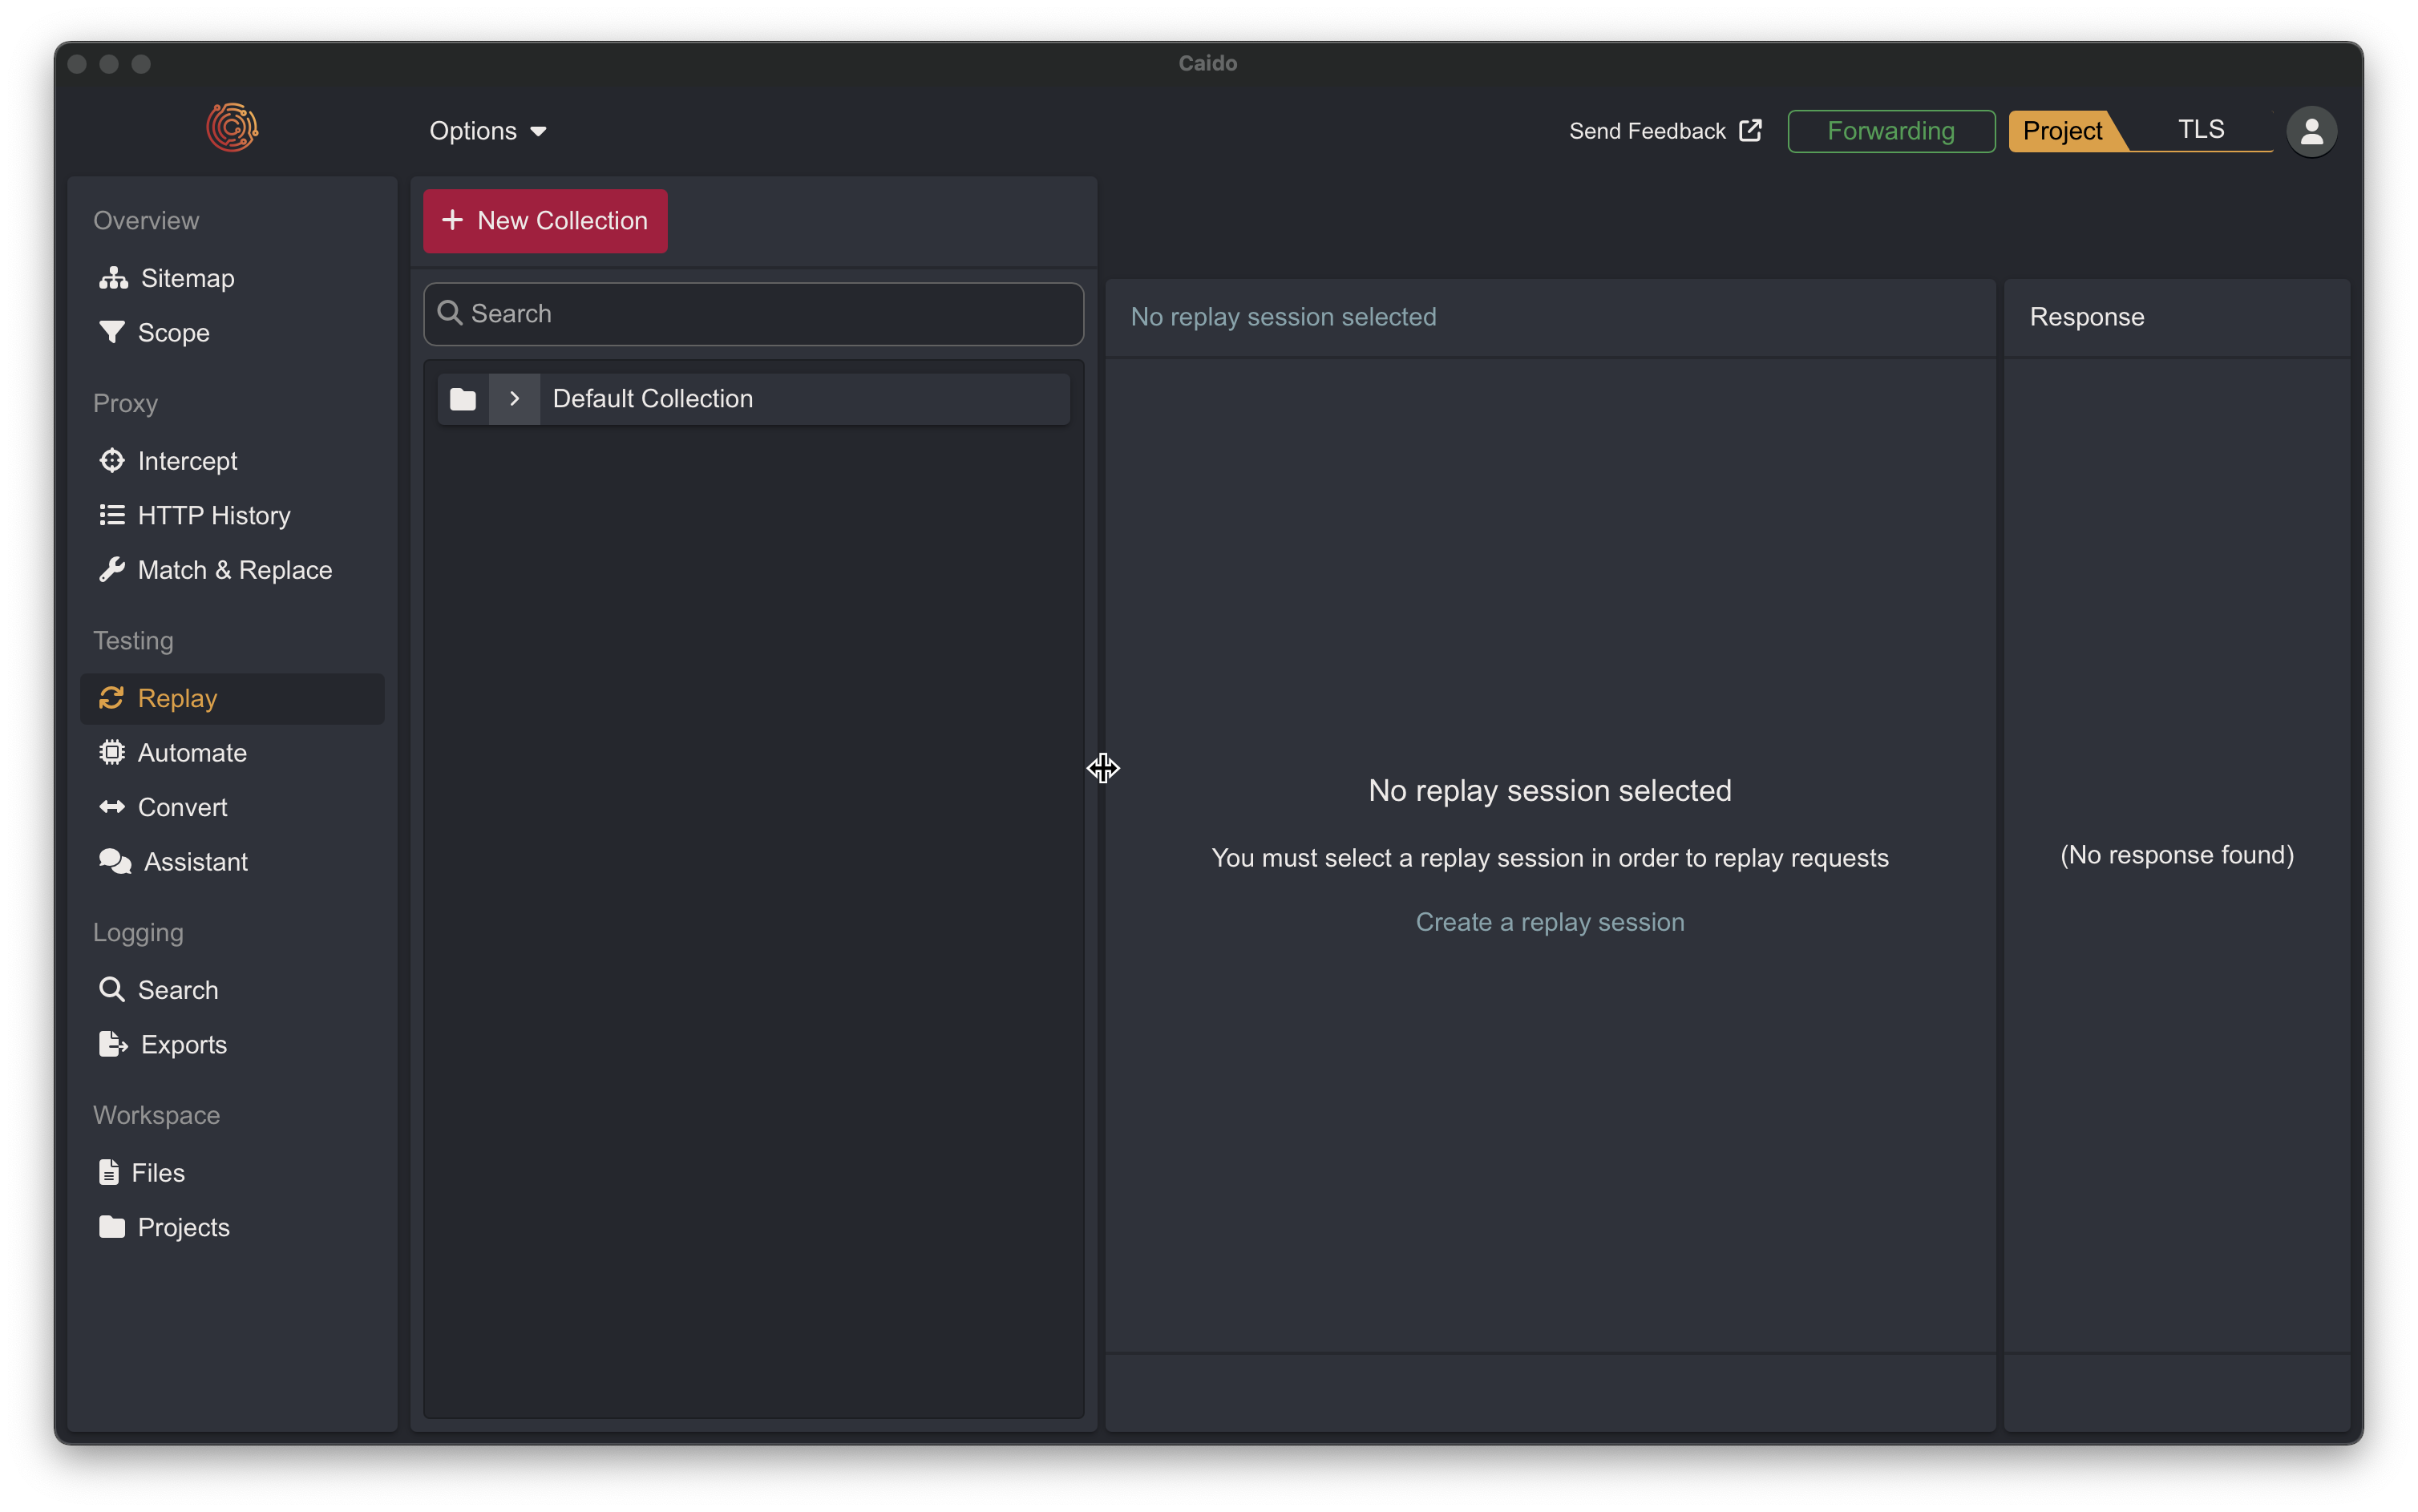 Caido
Options
Send Feedback
Forwarding
Project
TLS
Overview
Sitemap
Scope
Proxy
Intercept
HTTP History
Match & Replace
Testing
Replay
Automate
Convert
Assistant
Logging
Search
Exports
Workspace
Files
Projects
New Collection
Search
Default Collection
No replay session selected
No replay session selected
You must select a replay session in order to replay requests
Create a replay session
Response
(No response found)